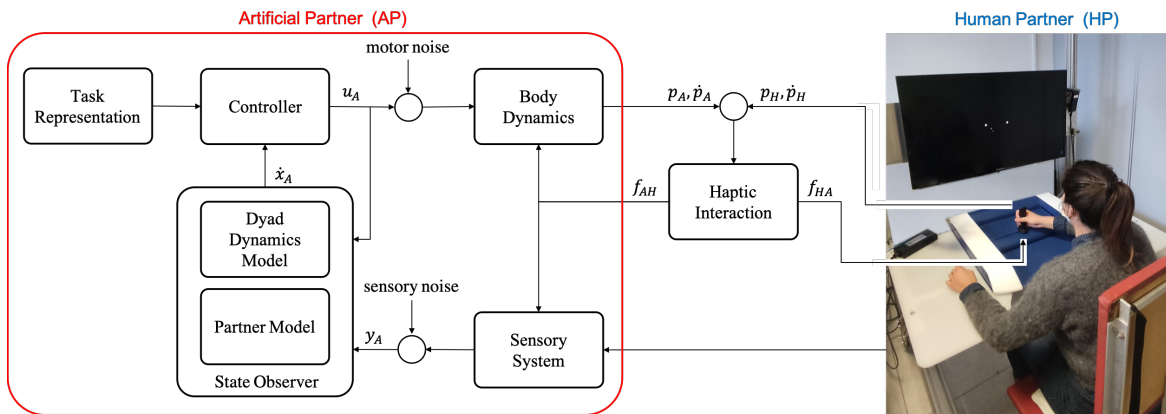 Artificial Partner (AP)
Human Partner (HP)
motor noise
Task
Representation
Controller
u_A
Body
Dynamics
p_A, ṗ_A
p_H, ṗ_H
ẋ_A
f_AH
Haptic
Interaction
f_HA
Dyad
Dynamics
Model
sensory noise
Partner Model
y_A
Sensory
System
State Observer